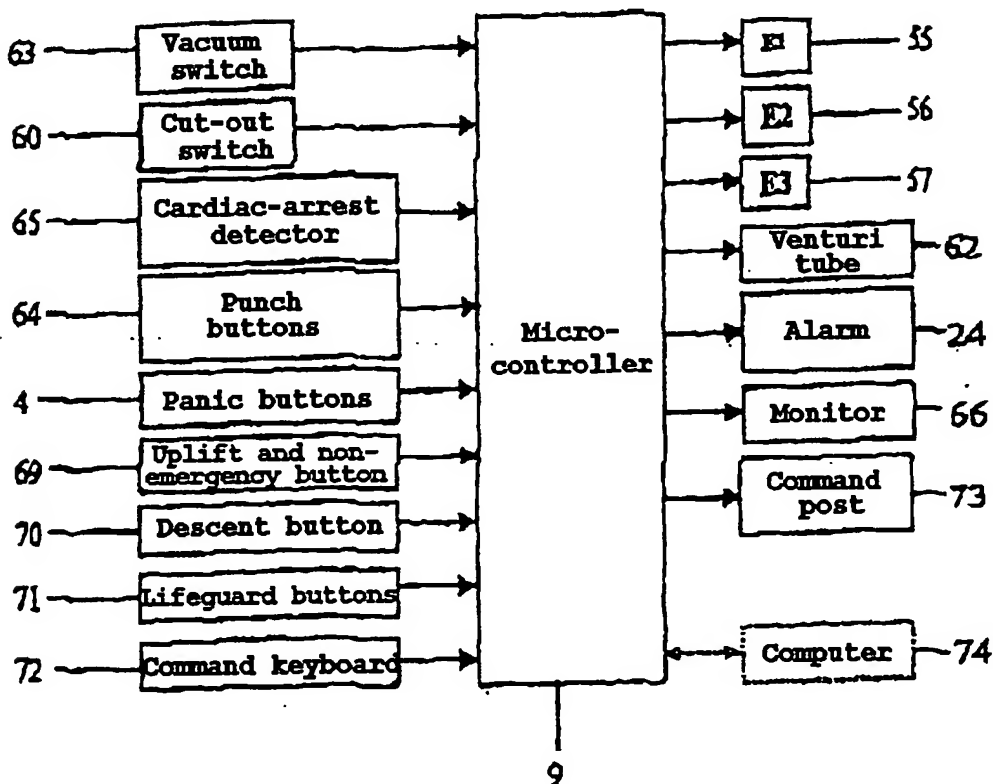 63
Vacuum
switch
60
Cut-out
switch
65
Cardiac-arrest
detector
64
Punch
buttons
4
Panic buttons
69
Uplift and non-
emergency button
70
Descent button
71
Lifeguard buttons
72
Command keyboard
Micro-
controller
9
E1
55
E2
56
E3
57
Venturi
tube
62
Alarm
24
Monitor
66
Command
post
73
Computer
74